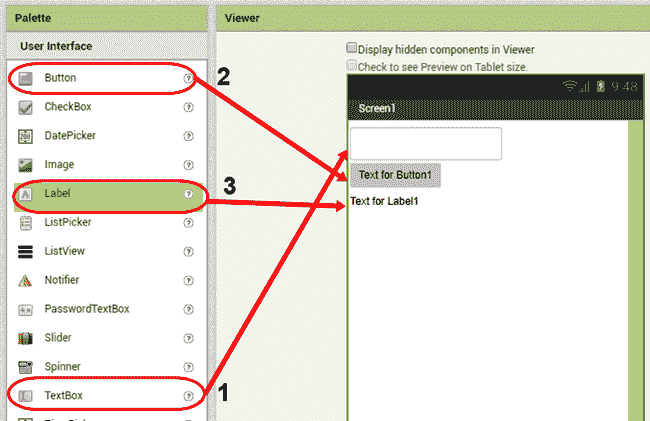 Palette
Viewer
User Interface
Display hidden components in Viewer
Check to see Preview on Tablet size.
Button
2
9:48
Screen1
CheckBox
DatePicker
Image
Text for Button1
Label
3
Text for Label1
ListPicker
ListView
Notifier
PasswordTextBox
Slider
Spinner
TextBox
1